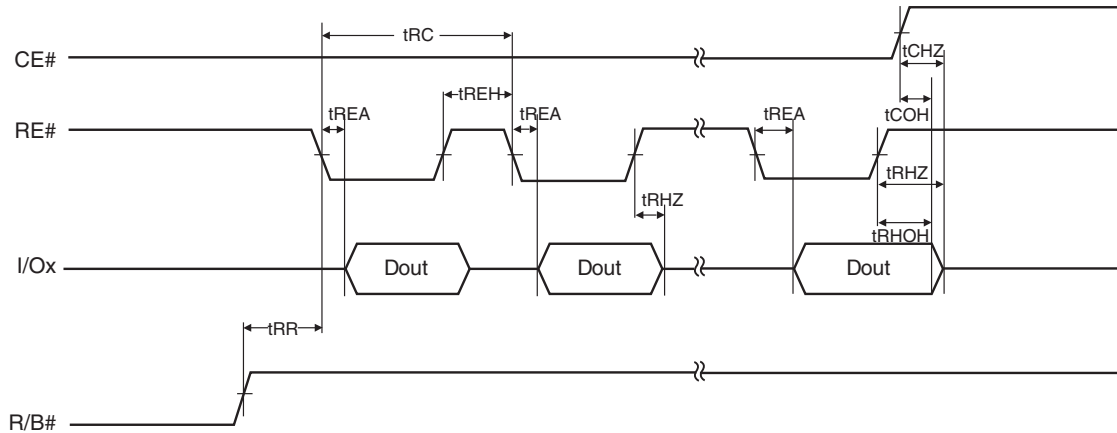 tRC
tCHZ
CE#
tREH
tREA
tREA
tREA
tCOH
RE#
tRHZ
tRHZ
tRHOH
I/Ox
Dout
Dout
Dout
tRR
R/B#